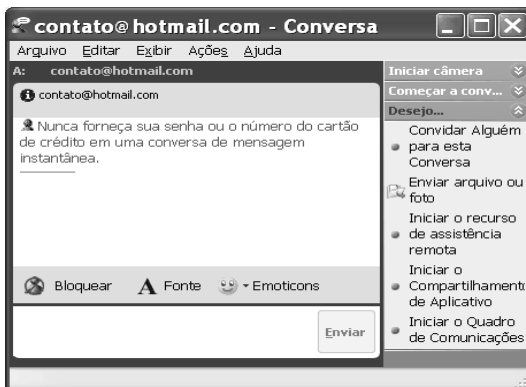 contato@hotmail.com - Conversa
Arquivo Editar Exibir Ações Ajuda
A: contato@hotmail.com
contato@hotmail.com
Nunca forneça sua senha ou o número do cartão
de crédito em uma conversa de mensagem
instantânea.
Bloquear A Fonte Emoticons
Enviar
Iniciar câmera
Começar a conv...
Desejo...
Convidar Alguém
para esta
Conversa
Enviar arquivo ou
foto
Iniciar o recurso
de assistência
remota
Iniciar o
Compartilhament
de Aplicativo
Iniciar o Quadro
de Comunicações